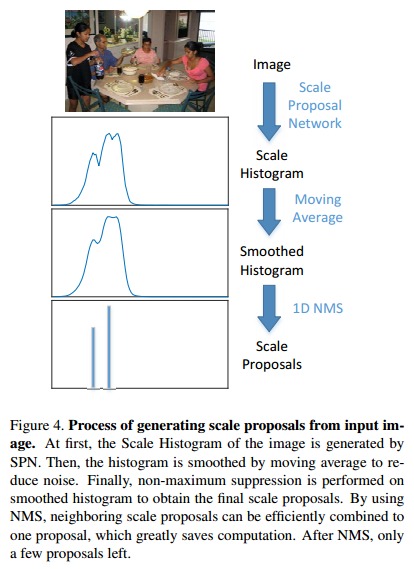 Image
Scale
Proposal
Network
Scale
Histogram
Moving
Average
Smoothed
Histogram
1D NMS
Scale
Proposals
Figure 4. Process of generating scale proposals from input im-
age. At first, the Scale Histogram of the image is generated by
SPN. Then, the histogram is smoothed by moving average to re-
duce noise. Finally, non-maximum suppression is performed on
smoothed histogram to obtain the final scale proposals. By using
NMS, neighboring scale proposals can be efficiently combined to
one proposal, which greatly saves computation. After NMS, only
a few proposals left.